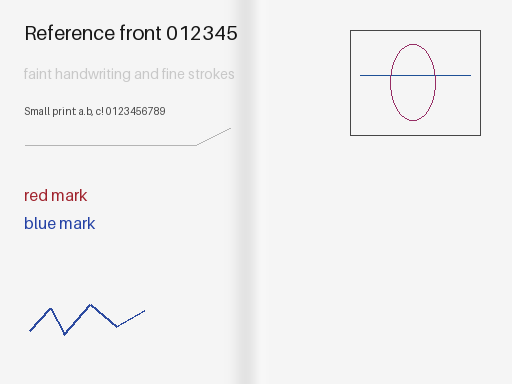 Reference front 012345
faint handwriting and fine strokes
Small print a.b, c! 0123456789
red mark
blue mark